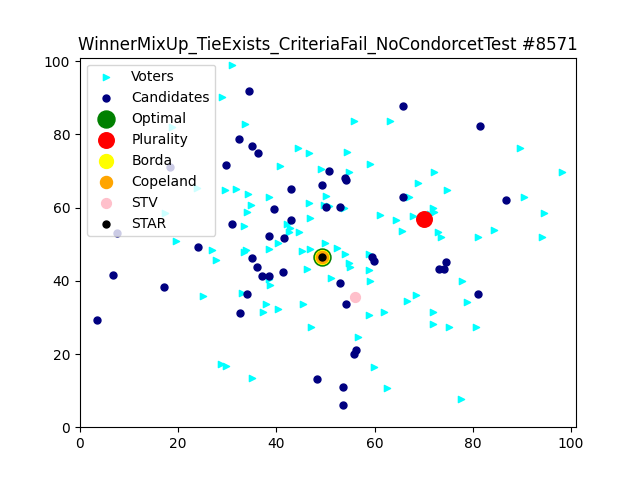 WinnerMixUp_TieExists_CriteriaFail_NoCondorcetTest #8571
100
80
60
40
20
0
Voters
Candidates
Optimal
Plurality
Borda
Copeland
STV
STAR
0 20 40 60 80 100